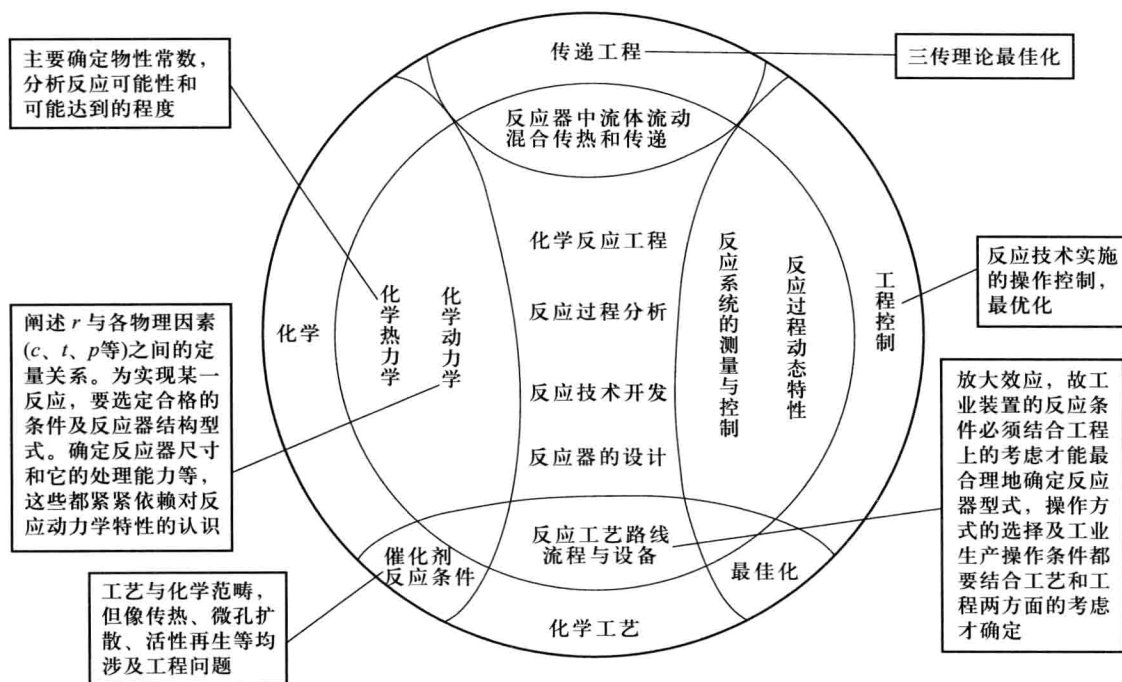 主要确定物性常数，
分析反应可能性和
可能达到的程度
传递工程
三传理论最佳化
反应器中流体流动
混合传热和传递
化学反应工程
反应过程分析
反应技术开发
反应器的设计
化学
化学热力学
化学动力学
反应系统的测量与控制
反应过程动态特性
工程控制
反应技术实施
的操作控制，
最优化
阐述 r 与各物理因素
(c、t、p等)之间的定
量关系。为实现某一
反应，要选定合格的
条件及反应器结构型
式。确定反应器尺寸
和它的处理能力等，
这些都紧紧依赖对反
应动力学特性的认识
放大效应，故工
业装置的反应条
件必须结合工程
上的考虑才能最
合理地确定反应
器型式，操作方
式的选择及工业
生产操作条件都
要结合工艺和工
程两方面的考虑
才确定
反应工艺路线
流程与设备
催化剂
反应条件
最佳化
化学工艺
工艺与化学范畴，
但像传热、微孔扩
散、活性再生等均
涉及工程问题